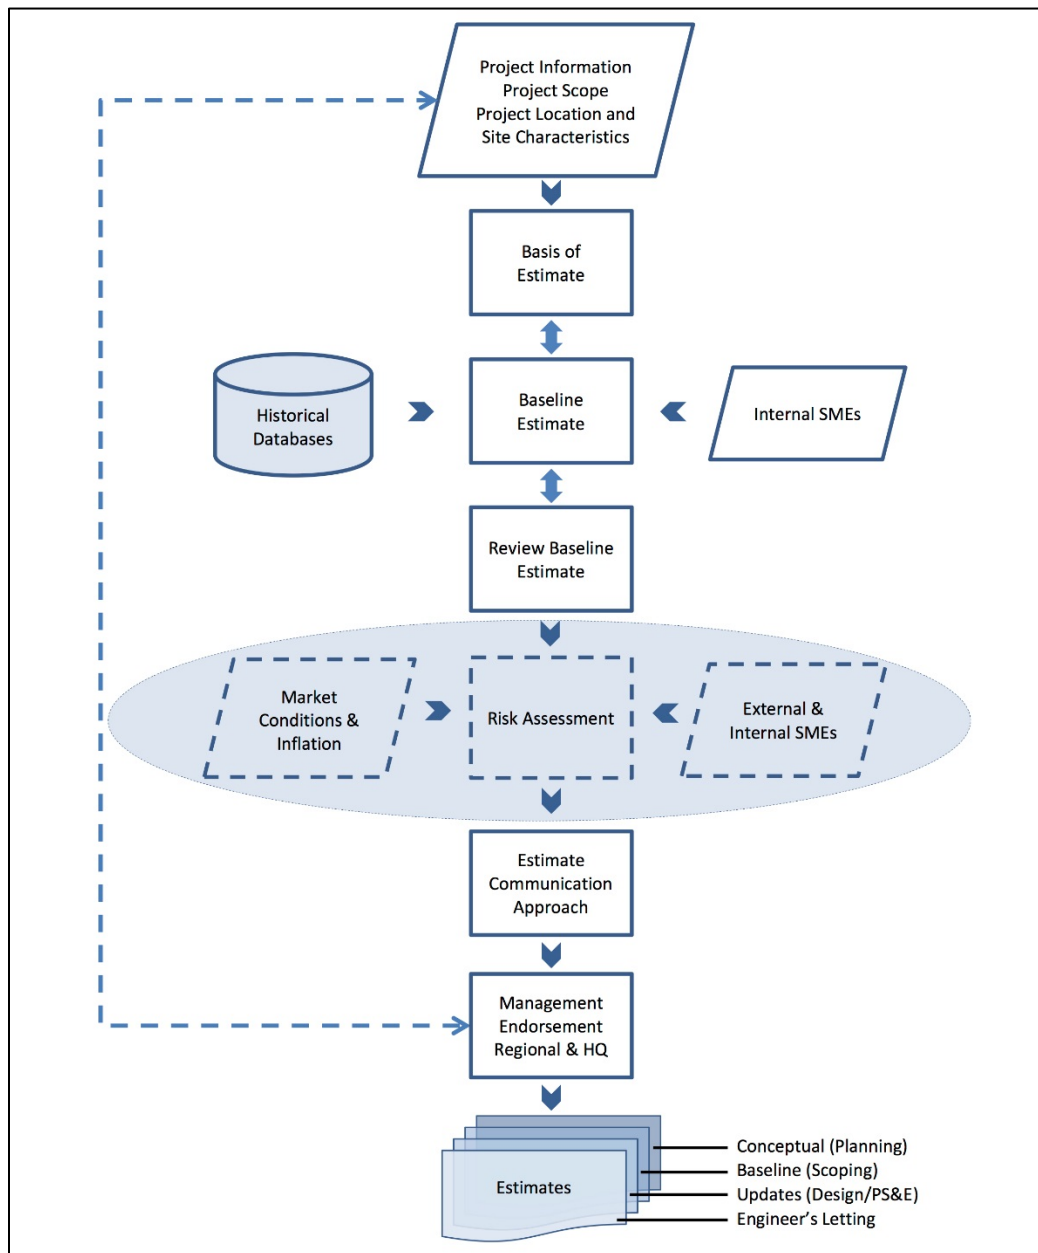 Project Information
Project Scope
Project Location and
Site Characteristics
Basis of
Estimate
Historical
Databases
Baseline
Estimate
Internal SMEs
Review Baseline
Estimate
Market
Conditions &
Inflation
Risk Assessment
External &
Internal SMEs
Estimate
Communication
Approach
Management
Endorsement
Regional & HQ
Estimates
Conceptual (Planning)
Baseline (Scoping)
Updates (Design/PS&E)
Engineer's Letting